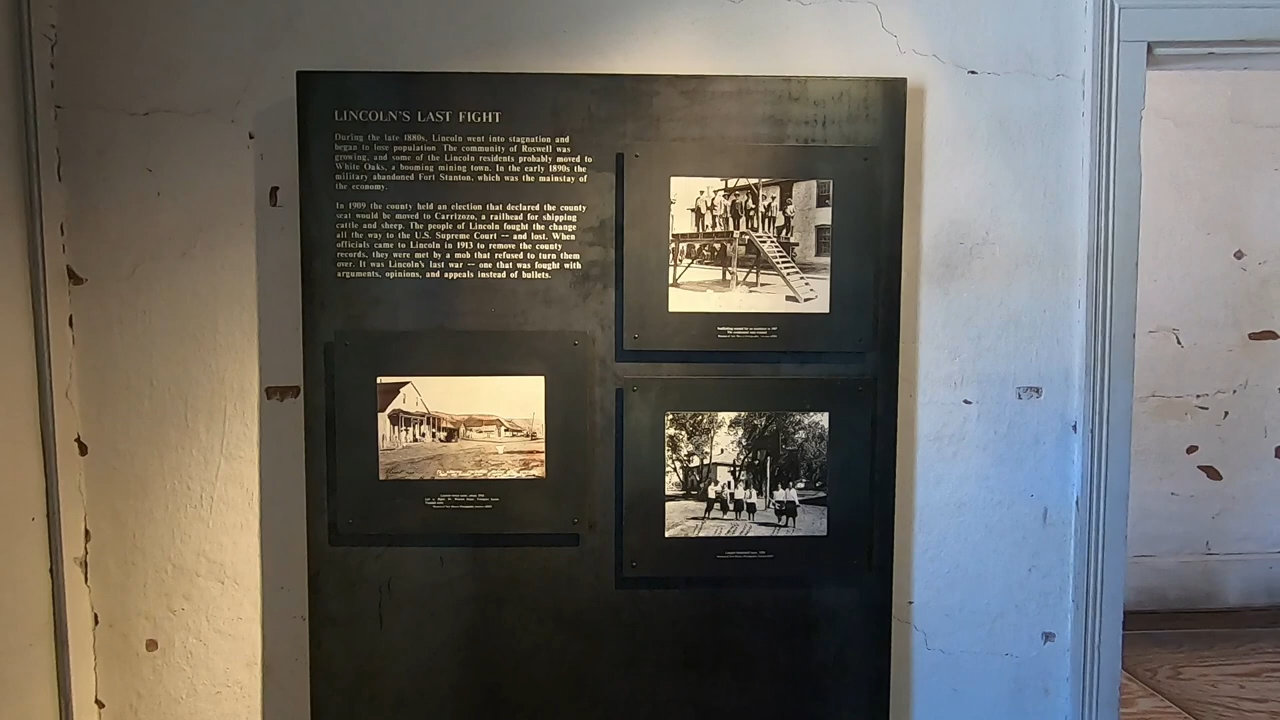 LINCOLN'S LAST FIGHT
During the late 1880s, Lincoln went into stagnation and
began to lose population. The community of Roswell was
growing, and some of the Lincoln residents probably moved to
White Oaks, a booming mining town. In the early 1890s the
military abandoned Fort Stanton, which was the mainstay of
the economy.
In 1909 the county held an election that declared the county
seat would be moved to Carrizozo, a railhead for shipping
cattle and sheep. The people of Lincoln fought the change
all the way to the U.S. Supreme Court -- and lost. When
officials came to Lincoln in 1913 to remove the county
records, they were met by a mob that refused to turn them
over. It was Lincoln's last war -- one that was fought with
arguments, opinions, and appeals instead of bullets.